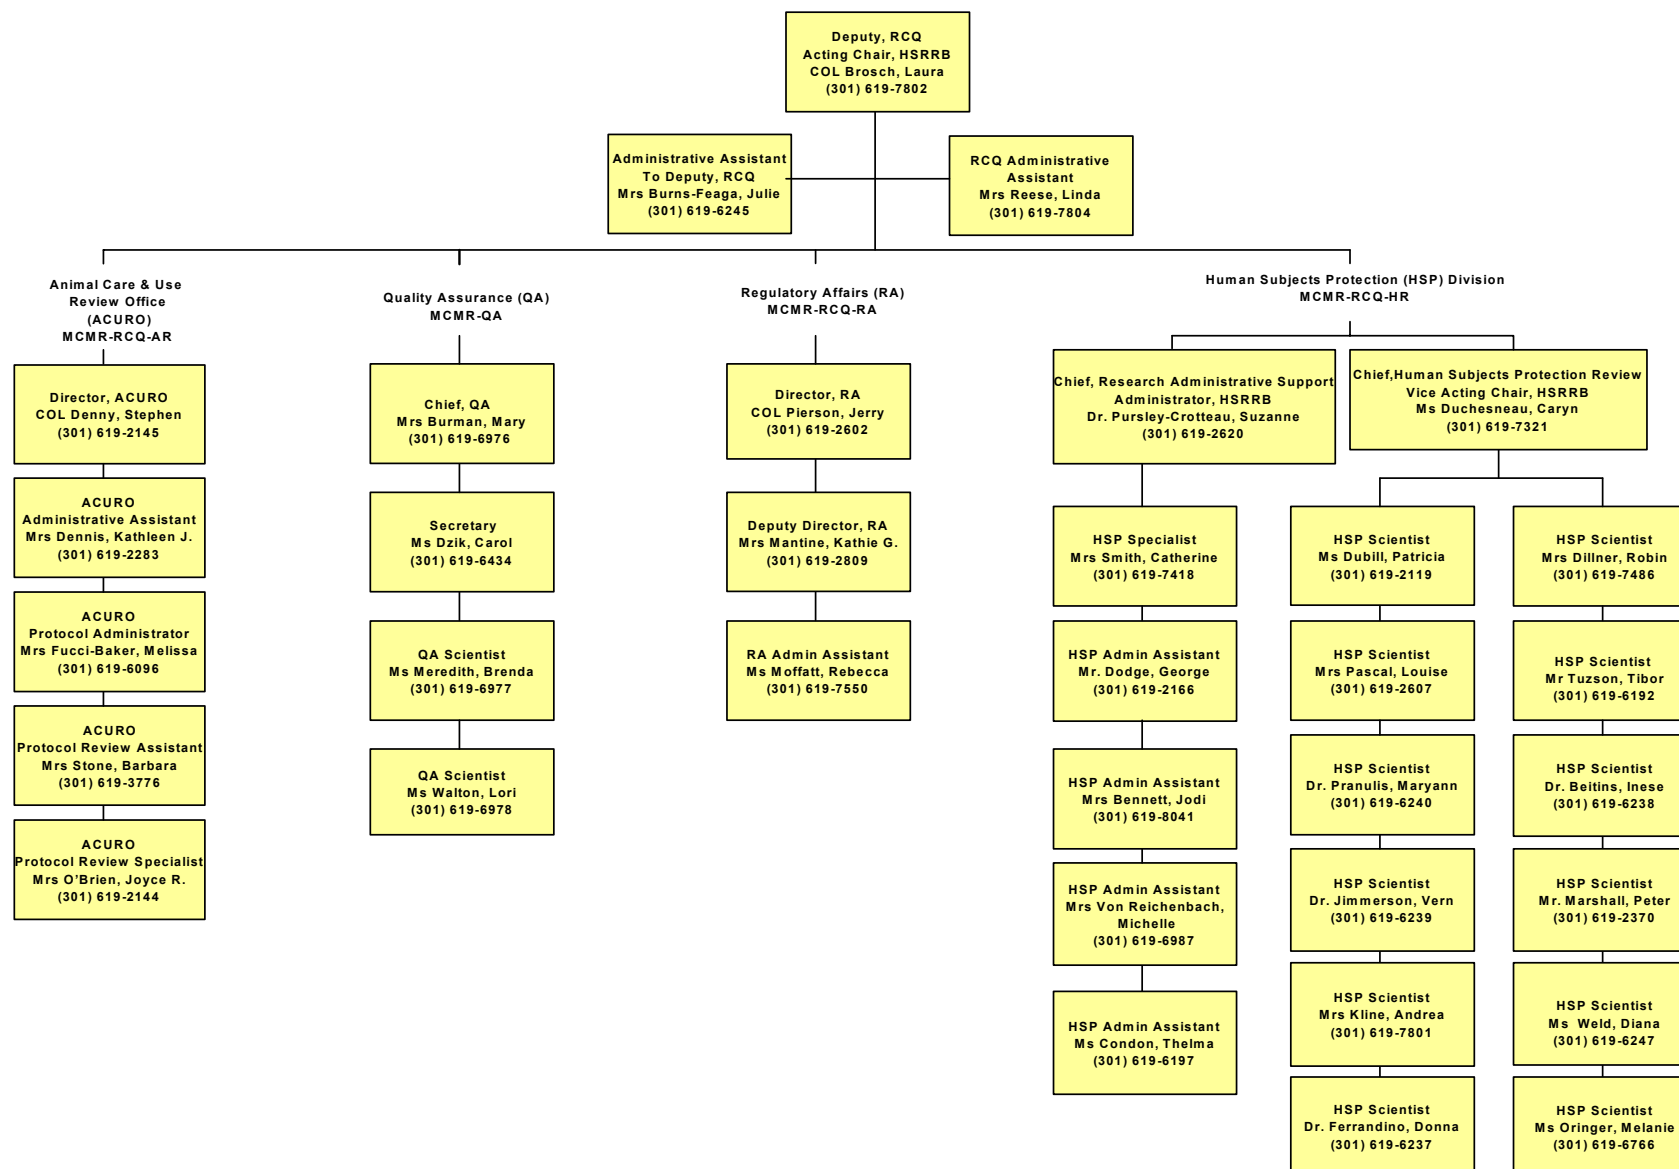 Deputy, RCQ
Acting Chair, HSRRB
COL Brosch, Laura
(301) 619-7802
Administrative Assistant
To Deputy, RCQ
Mrs Burns-Feaga, Julie
(301) 619-6245
RCQ Administrative
Assistant
Mrs Reese, Linda
(301) 619-7804
Animal Care & Use
Review Office
(ACURO)
MCMR-RCQ-AR
Director, ACURO
COL Denny, Stephen
(301) 619-2145
ACURO
Administrative Assistant
Mrs Dennis, Kathleen J.
(301) 619-2283
ACURO
Protocol Administrator
Mrs Fucci-Baker, Melissa
(301) 619-6096
ACURO
Protocol Review Assistant
Mrs Stone, Barbara
(301) 619-3776
ACURO
Protocol Review Specialist
Mrs O'Brien, Joyce R.
(301) 619-2144
Quality Assurance (QA)
MCMR-QA
Chief, QA
Mrs Burman, Mary
(301) 619-6976
Secretary
Ms Dzik, Carol
(301) 619-6434
QA Scientist
Ms Meredith, Brenda
(301) 619-6977
QA Scientist
Ms Walton, Lori
(301) 619-6978
Regulatory Affairs (RA)
MCMR-RCQ-RA
Director, RA
COL Pierson, Jerry
(301) 619-2602
Deputy Director, RA
Mrs Mantine, Kathie G.
(301) 619-2809
RA Admin Assistant
Ms Moffatt, Rebecca
(301) 619-7550
Human Subjects Protection (HSP) Division
MCMR-RCQ-HR
Chief, Research Administrative Support
Administrator, HSRRB
Dr. Pursley-Crotteau, Suzanne
(301) 619-2620
HSP Specialist
Mrs Smith, Catherine
(301) 619-7418
HSP Admin Assistant
Mr. Dodge, George
(301) 619-2166
HSP Admin Assistant
Mrs Bennett, Jodi
(301) 619-8041
HSP Admin Assistant
Mrs Von Reichenbach,
Michelle
(301) 619-6987
HSP Admin Assistant
Ms Condon, Thelma
(301) 619-6197
Chief,Human Subjects Protection Review
Vice Acting Chair, HSRRB
Ms Duchesneau, Caryn
(301) 619-7321
HSP Scientist
Ms Dubill, Patricia
(301) 619-2119
HSP Scientist
Mrs Pascal, Louise
(301) 619-2607
HSP Scientist
Dr. Pranulis, Maryann
(301) 619-6240
HSP Scientist
Dr. Jimmerson, Vern
(301) 619-6239
HSP Scientist
Mrs Kline, Andrea
(301) 619-7801
HSP Scientist
Dr. Ferrandino, Donna
(301) 619-6237
HSP Scientist
Mrs Dillner, Robin
(301) 619-7486
HSP Scientist
Mr Tuzson, Tibor
(301) 619-6192
HSP Scientist
Dr. Beitins, Inese
(301) 619-6238
HSP Scientist
Mr. Marshall, Peter
(301) 619-2370
HSP Scientist
Ms Weld, Diana
(301) 619-6247
HSP Scientist
Ms Oringer, Melanie
(301) 619-6766